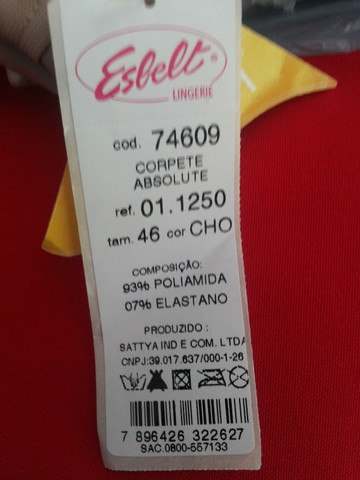 Esbelt
LINGERIE
cod. 74609
CORPETE
ABSOLUTE
ref. 01.1250
tam. 46 cor CHO
COMPOSIÇÃO:
93% POLIAMIDA
07% ELASTANO
PRODUZIDO :
SATTYA IND E COM. LTDA
CNPJ:39.017.637/000-1-26
7 896426 322627
SAC.0800-557133